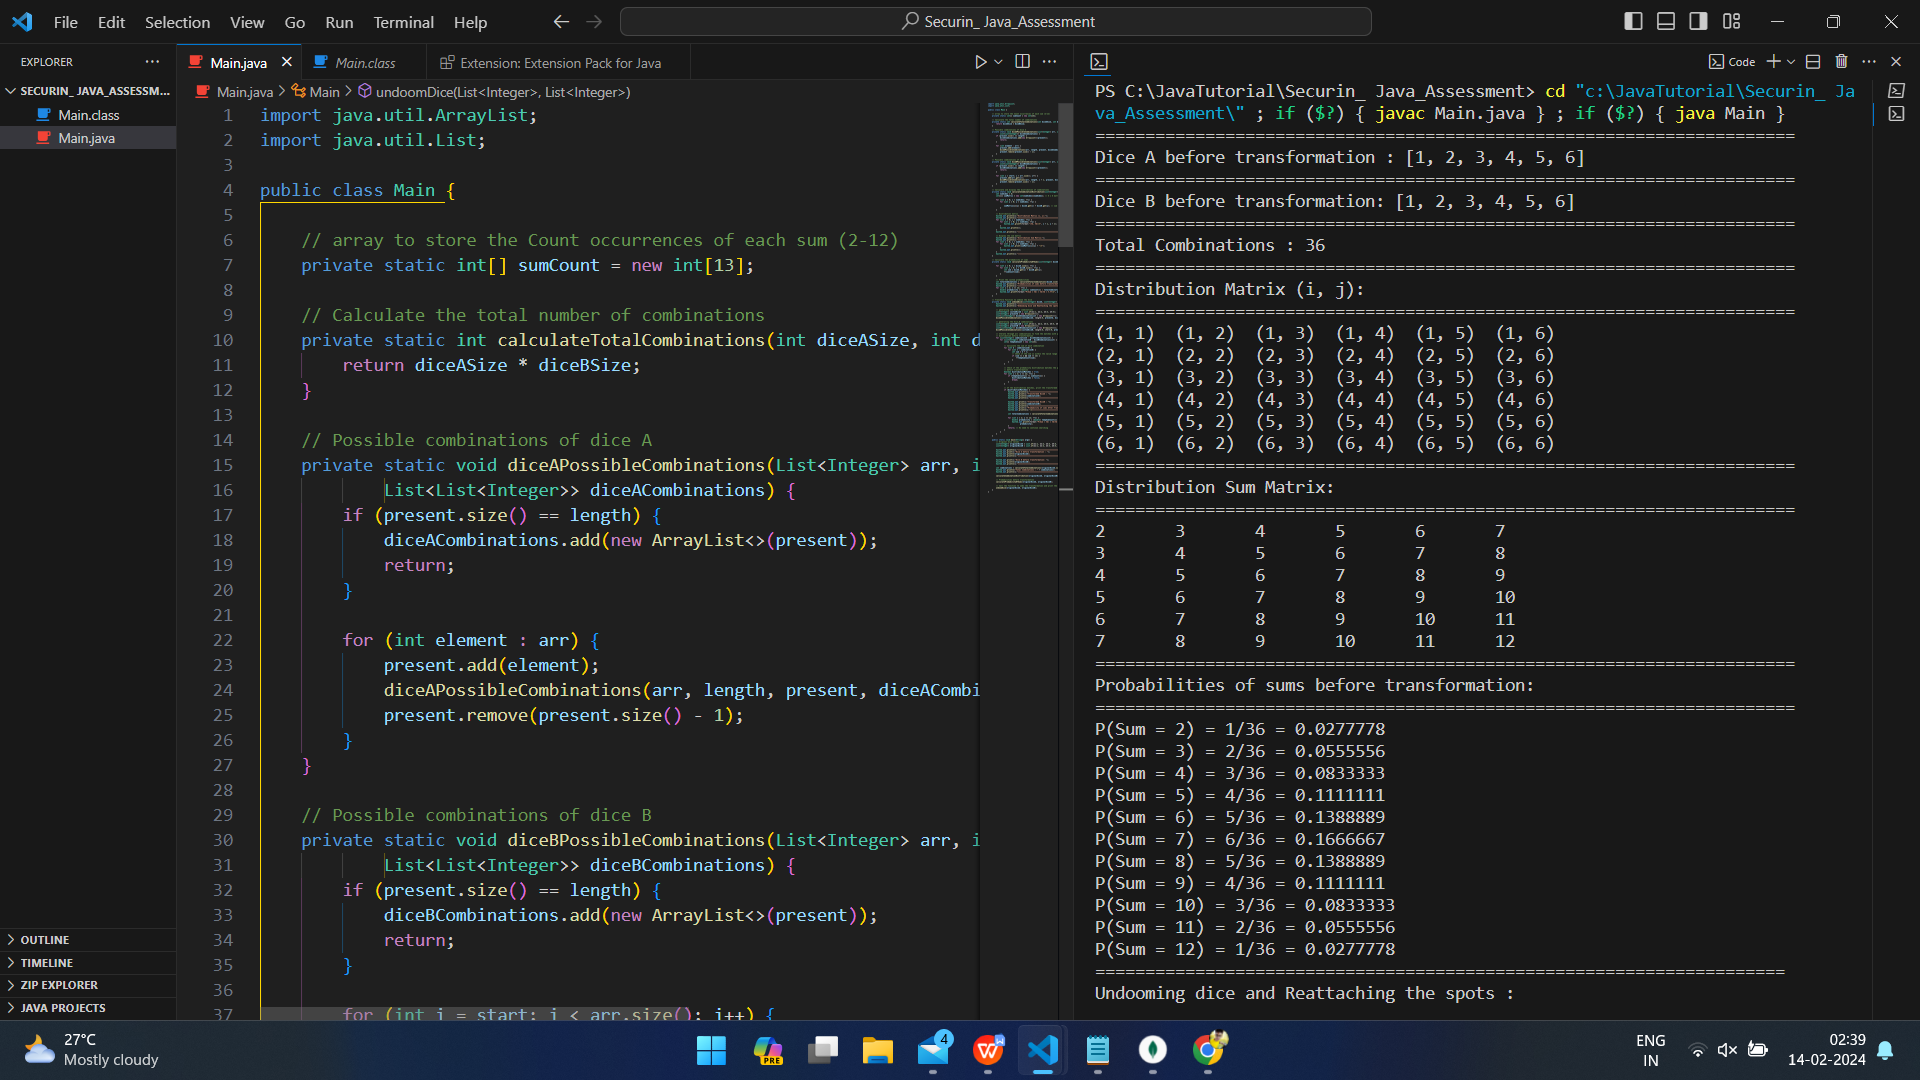 File Edit Selection View Go Run Terminal Help
Securin_ Java_Assessment
EXPLORER
SECURIN_ JAVA_ASSESSM...
Main.class
Main.java
OUTLINE
TIMELINE
ZIP EXPLORER
JAVA PROJECTS
Main.java Main.class Extension: Extension Pack for Java
Main.java > Main > undoomDice(List<Integer>, List<Integer>)
1 import java.util.ArrayList;
2 import java.util.List;
3
4 public class Main {
5
6 // array to store the Count occurrences of each sum (2-12)
7 private static int[] sumCount = new int[13];
8
9 // Calculate the total number of combinations
10 private static int calculateTotalCombinations(int diceASize, int d
11 return diceASize * diceBSize;
12 }
13
14 // Possible combinations of dice A
15 private static void diceAPossibleCombinations(List<Integer> arr, i
16 List<List<Integer>> diceACombinations) {
17 if (present.size() == length) {
18 diceACombinations.add(new ArrayList<>(present));
19 return;
20 }
21
22 for (int element : arr) {
23 present.add(element);
24 diceAPossibleCombinations(arr, length, present, diceACombi
25 present.remove(present.size() - 1);
26 }
27 }
28
29 // Possible combinations of dice B
30 private static void diceBPossibleCombinations(List<Integer> arr, i
31 List<List<Integer>> diceBCombinations) {
32 if (present.size() == length) {
33 diceBCombinations.add(new ArrayList<>(present));
34 return;
35 }
36
37 for (int i = start; i < arr.size(); i++) {
Code
PS C:\JavaTutorial\Securin_ Java_Assessment> cd "c:\JavaTutorial\Securin_ Ja
va_Assessment\" ; if ($?) { javac Main.java } ; if ($?) { java Main }
======================================================================
Dice A before transformation : [1, 2, 3, 4, 5, 6]
======================================================================
Dice B before transformation: [1, 2, 3, 4, 5, 6]
======================================================================
Total Combinations : 36
======================================================================
Distribution Matrix (i, j):
======================================================================
(1, 1) (1, 2) (1, 3) (1, 4) (1, 5) (1, 6)
(2, 1) (2, 2) (2, 3) (2, 4) (2, 5) (2, 6)
(3, 1) (3, 2) (3, 3) (3, 4) (3, 5) (3, 6)
(4, 1) (4, 2) (4, 3) (4, 4) (4, 5) (4, 6)
(5, 1) (5, 2) (5, 3) (5, 4) (5, 5) (5, 6)
(6, 1) (6, 2) (6, 3) (6, 4) (6, 5) (6, 6)
======================================================================
Distribution Sum Matrix:
======================================================================
2 3 4 5 6 7
3 4 5 6 7 8
4 5 6 7 8 9
5 6 7 8 9 10
6 7 8 9 10 11
7 8 9 10 11 12
======================================================================
Probabilities of sums before transformation:
======================================================================
P(Sum = 2) = 1/36 = 0.0277778
P(Sum = 3) = 2/36 = 0.0555556
P(Sum = 4) = 3/36 = 0.0833333
P(Sum = 5) = 4/36 = 0.1111111
P(Sum = 6) = 5/36 = 0.1388889
P(Sum = 7) = 6/36 = 0.1666667
P(Sum = 8) = 5/36 = 0.1388889
P(Sum = 9) = 4/36 = 0.1111111
P(Sum = 10) = 3/36 = 0.0833333
P(Sum = 11) = 2/36 = 0.0555556
P(Sum = 12) = 1/36 = 0.0277778
=====================================================================
Undooming dice and Reattaching the spots :
27°C
Mostly cloudy
PRE
4
W
ENG
IN
02:39
14-02-2024